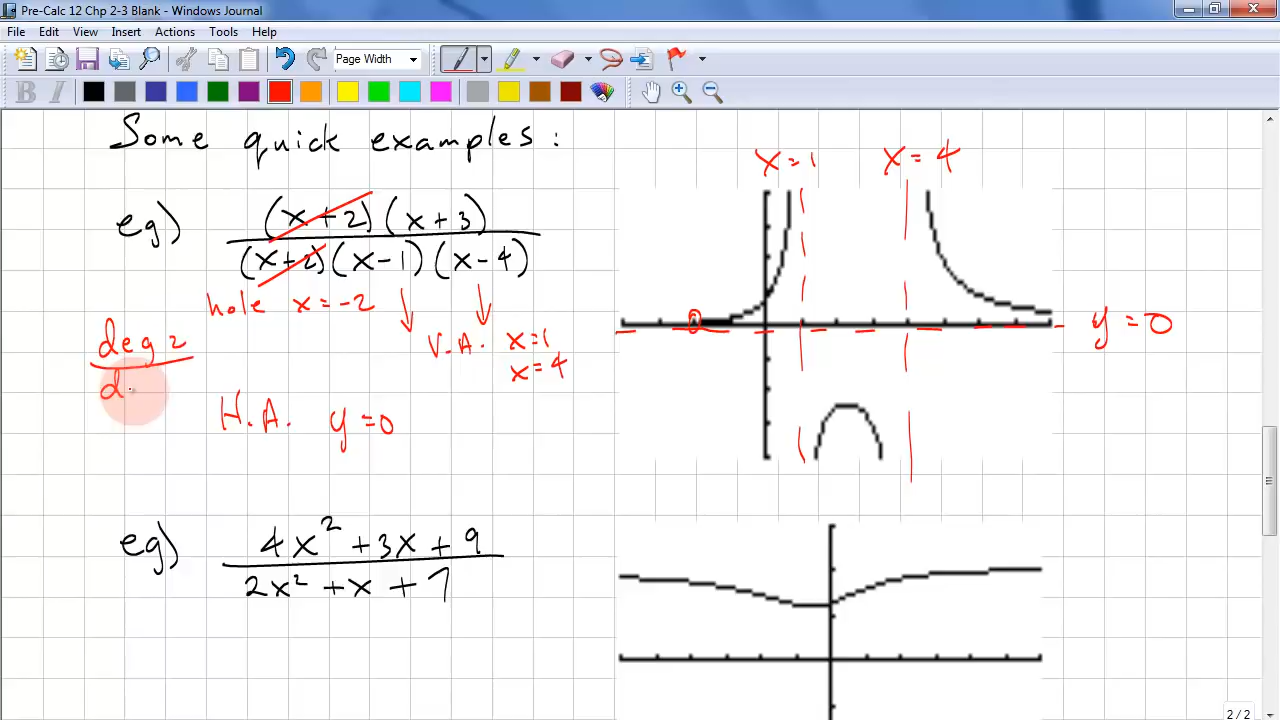 Pre-Calc 12 Chp 2-3 Blank - Windows Journal
File Edit View Insert Actions Tools Help
Page Width
B I
Some quick examples :
eg) (x + 2) (x + 3)
(x+2) (x - 1) (x - 4)
hole x = -2
V.A. x=1
x=4
deg 2
d
H.A. y=0
x=1
x = 4
y = 0
eg) 4x² + 3x + 9
2x² + x + 7
2 / 2